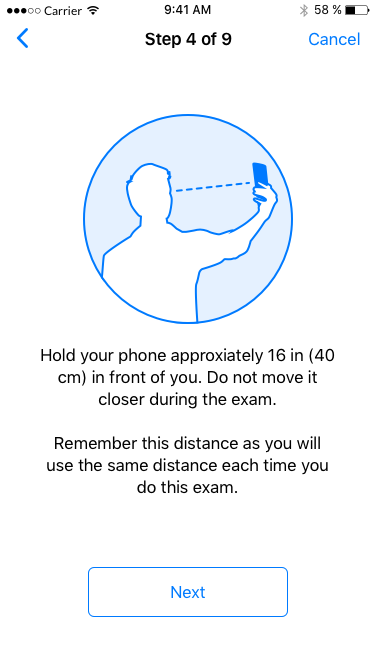 Carrier 9:41 AM 58 %
Step 4 of 9 Cancel
Hold your phone approxiately 16 in (40
cm) in front of you. Do not move it
closer during the exam.
Remember this distance as you will
use the same distance each time you
do this exam.
Next